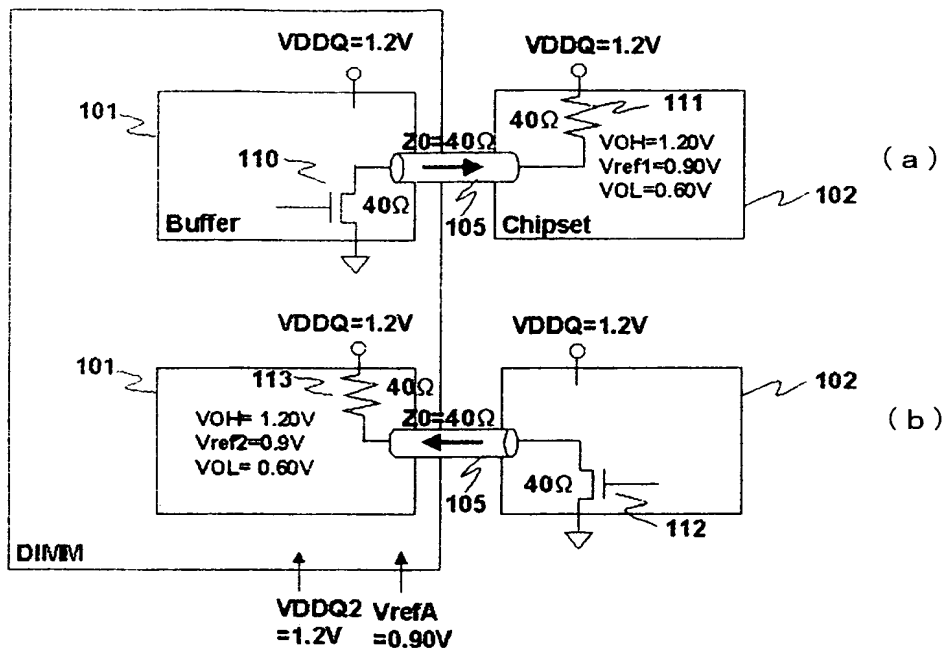 VDDQ=1.2V
VDDQ=1.2V
101
111
40Ω
Z0=40Ω
VOH=1.20V
Vref1=0.90V
VOL=0.60V
(a)
110
40Ω
105
102
Buffer
Chipset
VDDQ=1.2V
VDDQ=1.2V
101
113
40Ω
102
Z0=40Ω
VOH= 1.20V
Vref2=0.9V
VOL= 0.60V
(b)
40Ω
105
112
DIMM
VDDQ2
=1.2V
VrefA
=0.90V